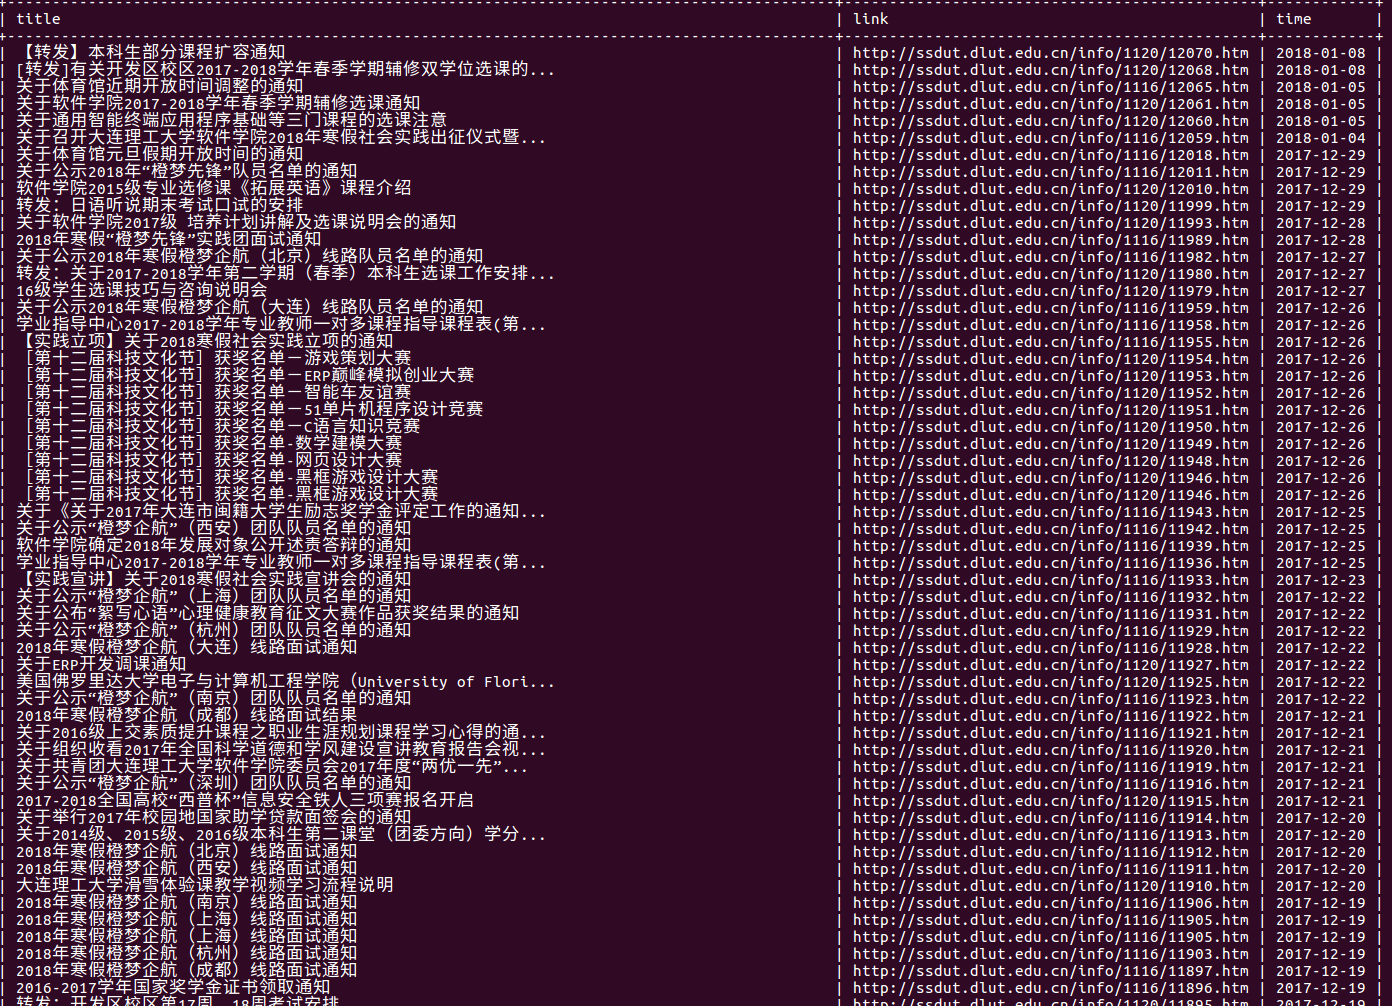 | title | link | time |
| 【转发】本科生部分课程扩容通知 | http://ssdut.dlut.edu.cn/info/1120/12070.htm | 2018-01-08 |
| [转发]有关开发区校区2017-2018学年春季学期辅修双学位选课的... | http://ssdut.dlut.edu.cn/info/1120/12068.htm | 2018-01-08 |
| 关于体育馆近期开放时间调整的通知 | http://ssdut.dlut.edu.cn/info/1116/12065.htm | 2018-01-05 |
| 关于软件学院2017-2018学年春季学期辅修选课通知 | http://ssdut.dlut.edu.cn/info/1120/12061.htm | 2018-01-05 |
| 关于通用智能终端应用程序基础等三门课程的选课注意 | http://ssdut.dlut.edu.cn/info/1120/12060.htm | 2018-01-05 |
| 关于召开大连理工大学软件学院2018年寒假社会实践出征仪式暨... | http://ssdut.dlut.edu.cn/info/1116/12059.htm | 2018-01-04 |
| 关于体育馆元旦假期开放时间的通知 | http://ssdut.dlut.edu.cn/info/1116/12018.htm | 2017-12-29 |
| 关于公示2018年“橙梦先锋”队员名单的通知 | http://ssdut.dlut.edu.cn/info/1116/12011.htm | 2017-12-29 |
| 软件学院2015级专业选修课《拓展英语》课程介绍 | http://ssdut.dlut.edu.cn/info/1120/12010.htm | 2017-12-29 |
| 转发：日语听说期末考试口试的安排 | http://ssdut.dlut.edu.cn/info/1120/11999.htm | 2017-12-29 |
| 关于软件学院2017级 培养计划讲解及选课说明会的通知 | http://ssdut.dlut.edu.cn/info/1120/11993.htm | 2017-12-28 |
| 2018年寒假“橙梦先锋”实践团面试通知 | http://ssdut.dlut.edu.cn/info/1116/11989.htm | 2017-12-28 |
| 关于公示2018年寒假橙梦企航（北京）线路队员名单的通知 | http://ssdut.dlut.edu.cn/info/1116/11982.htm | 2017-12-27 |
| 转发：关于2017-2018学年第二学期（春季）本科生选课工作安排... | http://ssdut.dlut.edu.cn/info/1120/11980.htm | 2017-12-27 |
| 16级学生选课技巧与咨询说明会 | http://ssdut.dlut.edu.cn/info/1120/11979.htm | 2017-12-27 |
| 关于公示2018年寒假橙梦企航（大连）线路队员名单的通知 | http://ssdut.dlut.edu.cn/info/1116/11959.htm | 2017-12-26 |
| 学业指导中心2017-2018学年专业教师一对多课程指导课程表(第... | http://ssdut.dlut.edu.cn/info/1116/11958.htm | 2017-12-26 |
| 【实践立项】关于2018寒假社会实践立项的通知 | http://ssdut.dlut.edu.cn/info/1116/11955.htm | 2017-12-26 |
| ［第十二届科技文化节］获奖名单－游戏策划大赛 | http://ssdut.dlut.edu.cn/info/1120/11954.htm | 2017-12-26 |
| ［第十二届科技文化节］获奖名单－ERP巅峰模拟创业大赛 | http://ssdut.dlut.edu.cn/info/1120/11953.htm | 2017-12-26 |
| ［第十二届科技文化节］获奖名单－智能车友谊赛 | http://ssdut.dlut.edu.cn/info/1120/11952.htm | 2017-12-26 |
| ［第十二届科技文化节］获奖名单－51单片机程序设计竞赛 | http://ssdut.dlut.edu.cn/info/1120/11951.htm | 2017-12-26 |
| ［第十二届科技文化节］获奖名单－C语言知识竞赛 | http://ssdut.dlut.edu.cn/info/1120/11950.htm | 2017-12-26 |
| ［第十二届科技文化节］获奖名单-数学建模大赛 | http://ssdut.dlut.edu.cn/info/1120/11949.htm | 2017-12-26 |
| ［第十二届科技文化节］获奖名单-网页设计大赛 | http://ssdut.dlut.edu.cn/info/1120/11948.htm | 2017-12-26 |
| ［第十二届科技文化节］获奖名单-黑框游戏设计大赛 | http://ssdut.dlut.edu.cn/info/1120/11946.htm | 2017-12-26 |
| ［第十二届科技文化节］获奖名单-黑框游戏设计大赛 | http://ssdut.dlut.edu.cn/info/1120/11946.htm | 2017-12-26 |
| 关于《关于2017年大连市闽籍大学生励志奖学金评定工作的通知... | http://ssdut.dlut.edu.cn/info/1116/11943.htm | 2017-12-25 |
| 关于公示“橙梦企航”（西安）团队队员名单的通知 | http://ssdut.dlut.edu.cn/info/1116/11942.htm | 2017-12-25 |
| 软件学院确定2018年发展对象公开述责答辩的通知 | http://ssdut.dlut.edu.cn/info/1116/11939.htm | 2017-12-25 |
| 学业指导中心2017-2018学年专业教师一对多课程指导课程表(第... | http://ssdut.dlut.edu.cn/info/1116/11936.htm | 2017-12-25 |
| 【实践宣讲】关于2018寒假社会实践宣讲会的通知 | http://ssdut.dlut.edu.cn/info/1116/11933.htm | 2017-12-23 |
| 关于公示“橙梦企航”（上海）团队队员名单的通知 | http://ssdut.dlut.edu.cn/info/1116/11932.htm | 2017-12-22 |
| 关于公布“絮写心语”心理健康教育征文大赛作品获奖结果的通知 | http://ssdut.dlut.edu.cn/info/1116/11931.htm | 2017-12-22 |
| 关于公示“橙梦企航”（杭州）团队队员名单的通知 | http://ssdut.dlut.edu.cn/info/1116/11929.htm | 2017-12-22 |
| 2018年寒假橙梦企航（大连）线路面试通知 | http://ssdut.dlut.edu.cn/info/1116/11928.htm | 2017-12-22 |
| 关于ERP开发调课通知 | http://ssdut.dlut.edu.cn/info/1120/11927.htm | 2017-12-22 |
| 美国佛罗里达大学电子与计算机工程学院（University of Flori... | http://ssdut.dlut.edu.cn/info/1120/11925.htm | 2017-12-22 |
| 关于公示“橙梦企航”（南京）团队队员名单的通知 | http://ssdut.dlut.edu.cn/info/1116/11923.htm | 2017-12-22 |
| 2018年寒假橙梦企航（成都）线路面试结果 | http://ssdut.dlut.edu.cn/info/1116/11922.htm | 2017-12-21 |
| 关于2016级上交素质提升课程之职业生涯规划课程学习心得的通... | http://ssdut.dlut.edu.cn/info/1116/11921.htm | 2017-12-21 |
| 关于组织收看2017年全国科学道德和学风建设宣讲教育报告会视... | http://ssdut.dlut.edu.cn/info/1116/11920.htm | 2017-12-21 |
| 关于共青团大连理工大学软件学院委员会2017年度“两优一先”... | http://ssdut.dlut.edu.cn/info/1116/11919.htm | 2017-12-21 |
| 关于公示“橙梦企航”（深圳）团队队员名单的通知 | http://ssdut.dlut.edu.cn/info/1116/11916.htm | 2017-12-21 |
| 2017-2018全国高校“西普杯”信息安全铁人三项赛报名开启 | http://ssdut.dlut.edu.cn/info/1120/11915.htm | 2017-12-21 |
| 关于举行2017年校园地国家助学贷款面签会的通知 | http://ssdut.dlut.edu.cn/info/1116/11914.htm | 2017-12-20 |
| 关于2014级、2015级、2016级本科生第二课堂（团委方向）学分... | http://ssdut.dlut.edu.cn/info/1116/11913.htm | 2017-12-20 |
| 2018年寒假橙梦企航（北京）线路面试通知 | http://ssdut.dlut.edu.cn/info/1116/11912.htm | 2017-12-20 |
| 2018年寒假橙梦企航（西安）线路面试通知 | http://ssdut.dlut.edu.cn/info/1116/11911.htm | 2017-12-20 |
| 大连理工大学滑雪体验课教学视频学习流程说明 | http://ssdut.dlut.edu.cn/info/1120/11910.htm | 2017-12-20 |
| 2018年寒假橙梦企航（南京）线路面试通知 | http://ssdut.dlut.edu.cn/info/1116/11906.htm | 2017-12-19 |
| 2018年寒假橙梦企航（上海）线路面试通知 | http://ssdut.dlut.edu.cn/info/1116/11905.htm | 2017-12-19 |
| 2018年寒假橙梦企航（上海）线路面试通知 | http://ssdut.dlut.edu.cn/info/1116/11905.htm | 2017-12-19 |
| 2018年寒假橙梦企航（杭州）线路面试通知 | http://ssdut.dlut.edu.cn/info/1116/11903.htm | 2017-12-19 |
| 2018年寒假橙梦企航（成都）线路面试通知 | http://ssdut.dlut.edu.cn/info/1116/11897.htm | 2017-12-19 |
| 2016-2017学年国家奖学金证书领取通知 | http://ssdut.dlut.edu.cn/info/1116/11896.htm | 2017-12-19 |
| 转发：开发区校区第17周、18周考试安排 | http://ssdut.dlut.edu.cn/info/1120/11895.htm | 2017-12-19 |